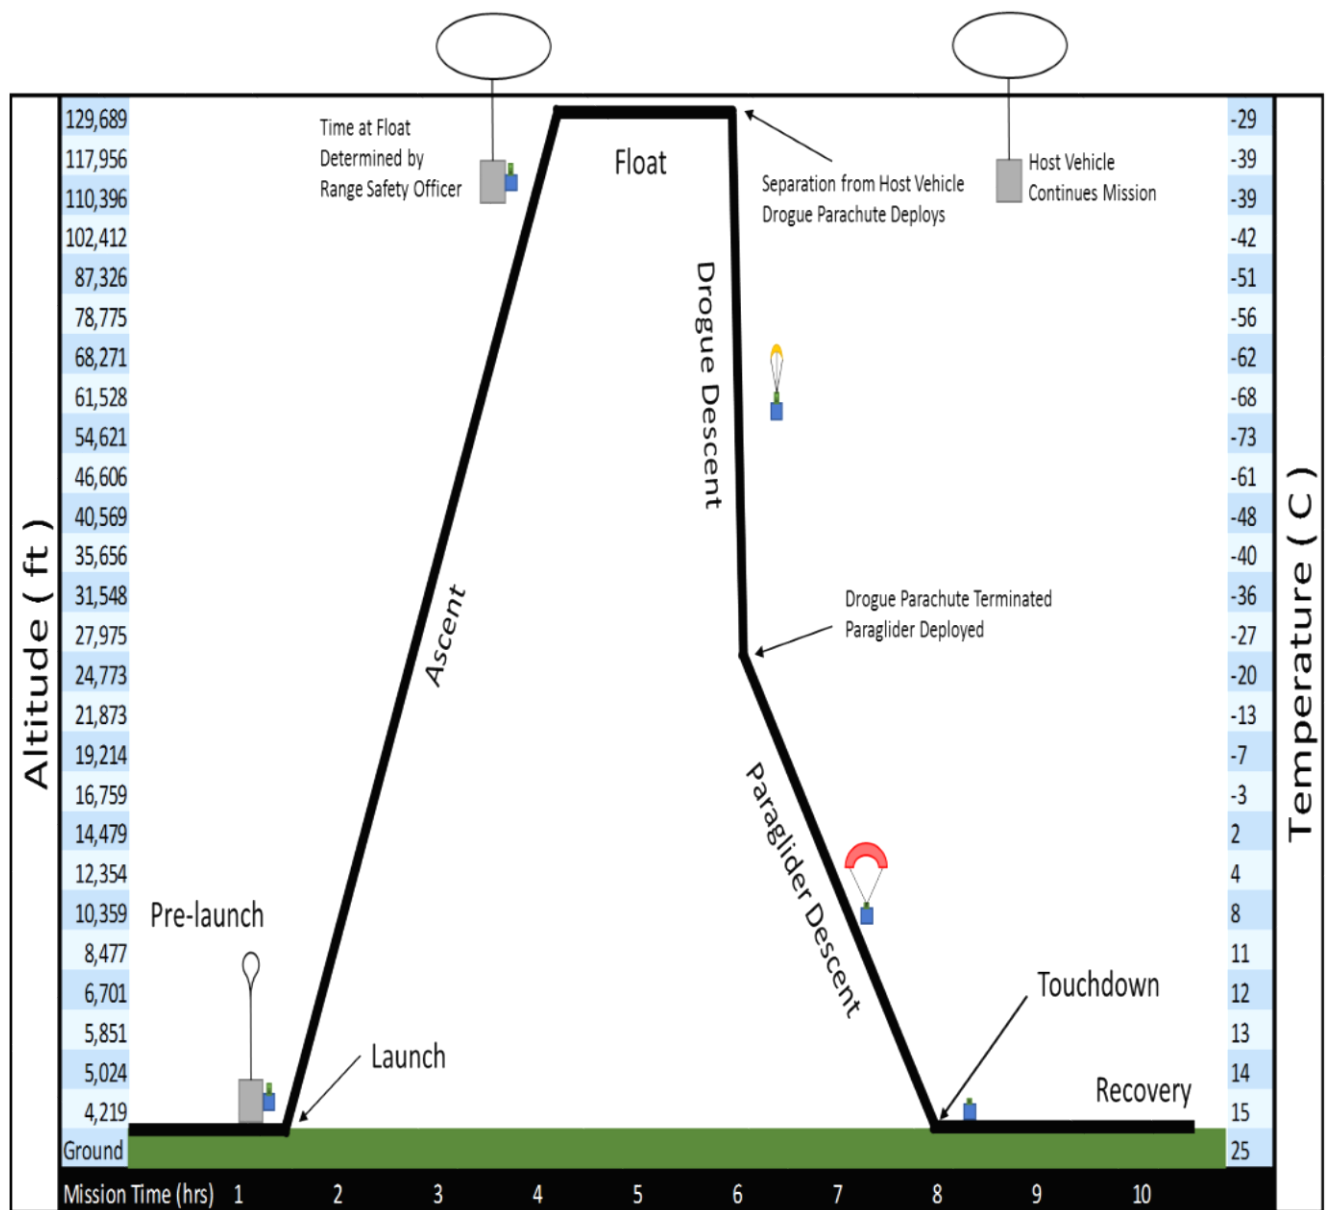 129,689
117,956
110,396
102,412
87,326
78,775
68,271
61,528
54,621
46,606
40,569
35,656
31,548
27,975
24,773
21,873
19,214
16,759
14,479
12,354
10,359
8,477
6,701
5,851
5,024
4,219
Ground
Altitude ( ft )
Time at Float
Determined by
Range Safety Officer
Float
Separation from Host Vehicle
Drogue Parachute Deploys
Host Vehicle
Continues Mission
Drogue Descent
Ascent
Drogue Parachute Terminated
Paraglider Deployed
Paraglider Descent
Pre-launch
Launch
Touchdown
Recovery
-29
-39
-39
-42
-51
-56
-62
-68
-73
-61
-48
-40
-36
-27
-20
-13
-7
-3
2
4
8
11
12
13
14
15
25
Temperature ( C )
Mission Time (hrs) 1 2 3 4 5 6 7 8 9 10